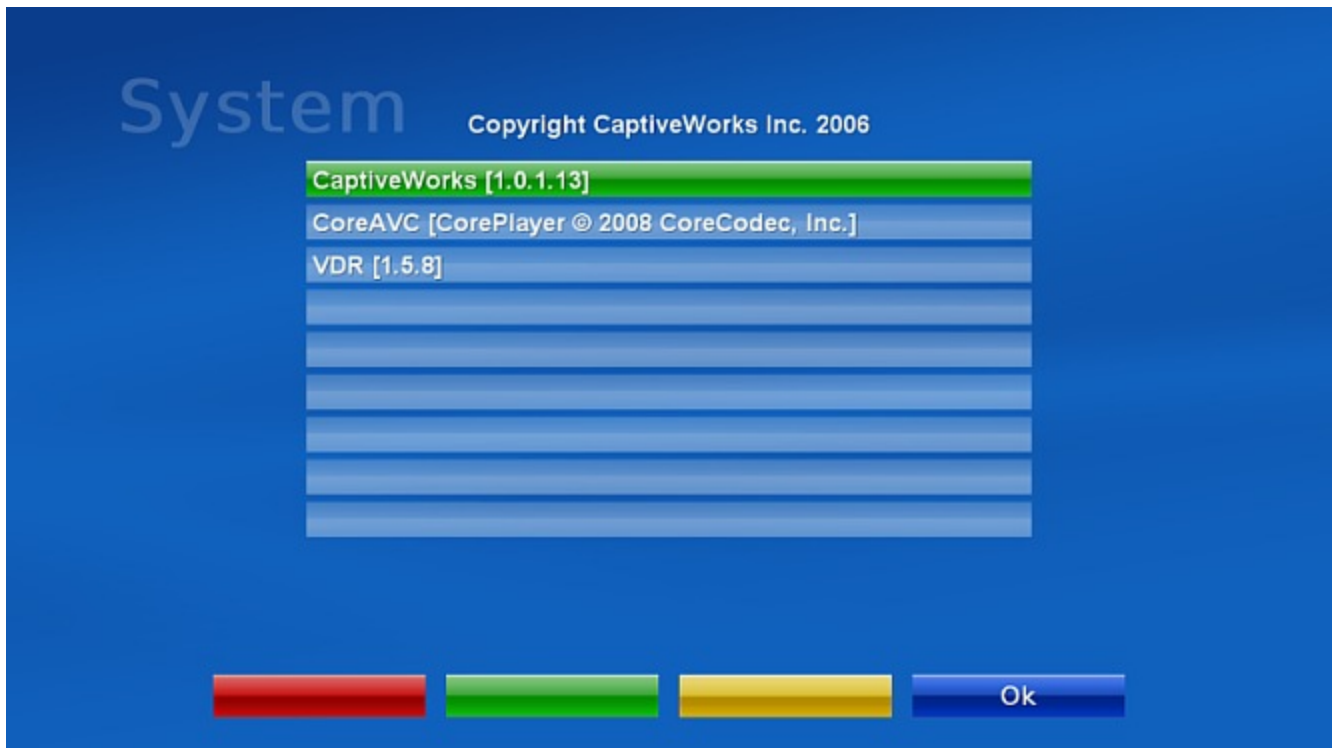 System
Copyright CaptiveWorks Inc. 2006
CaptiveWorks [1.0.1.13]
CoreAVC [CorePlayer © 2008 CoreCodec, Inc.]
VDR [1.5.8]
Ok